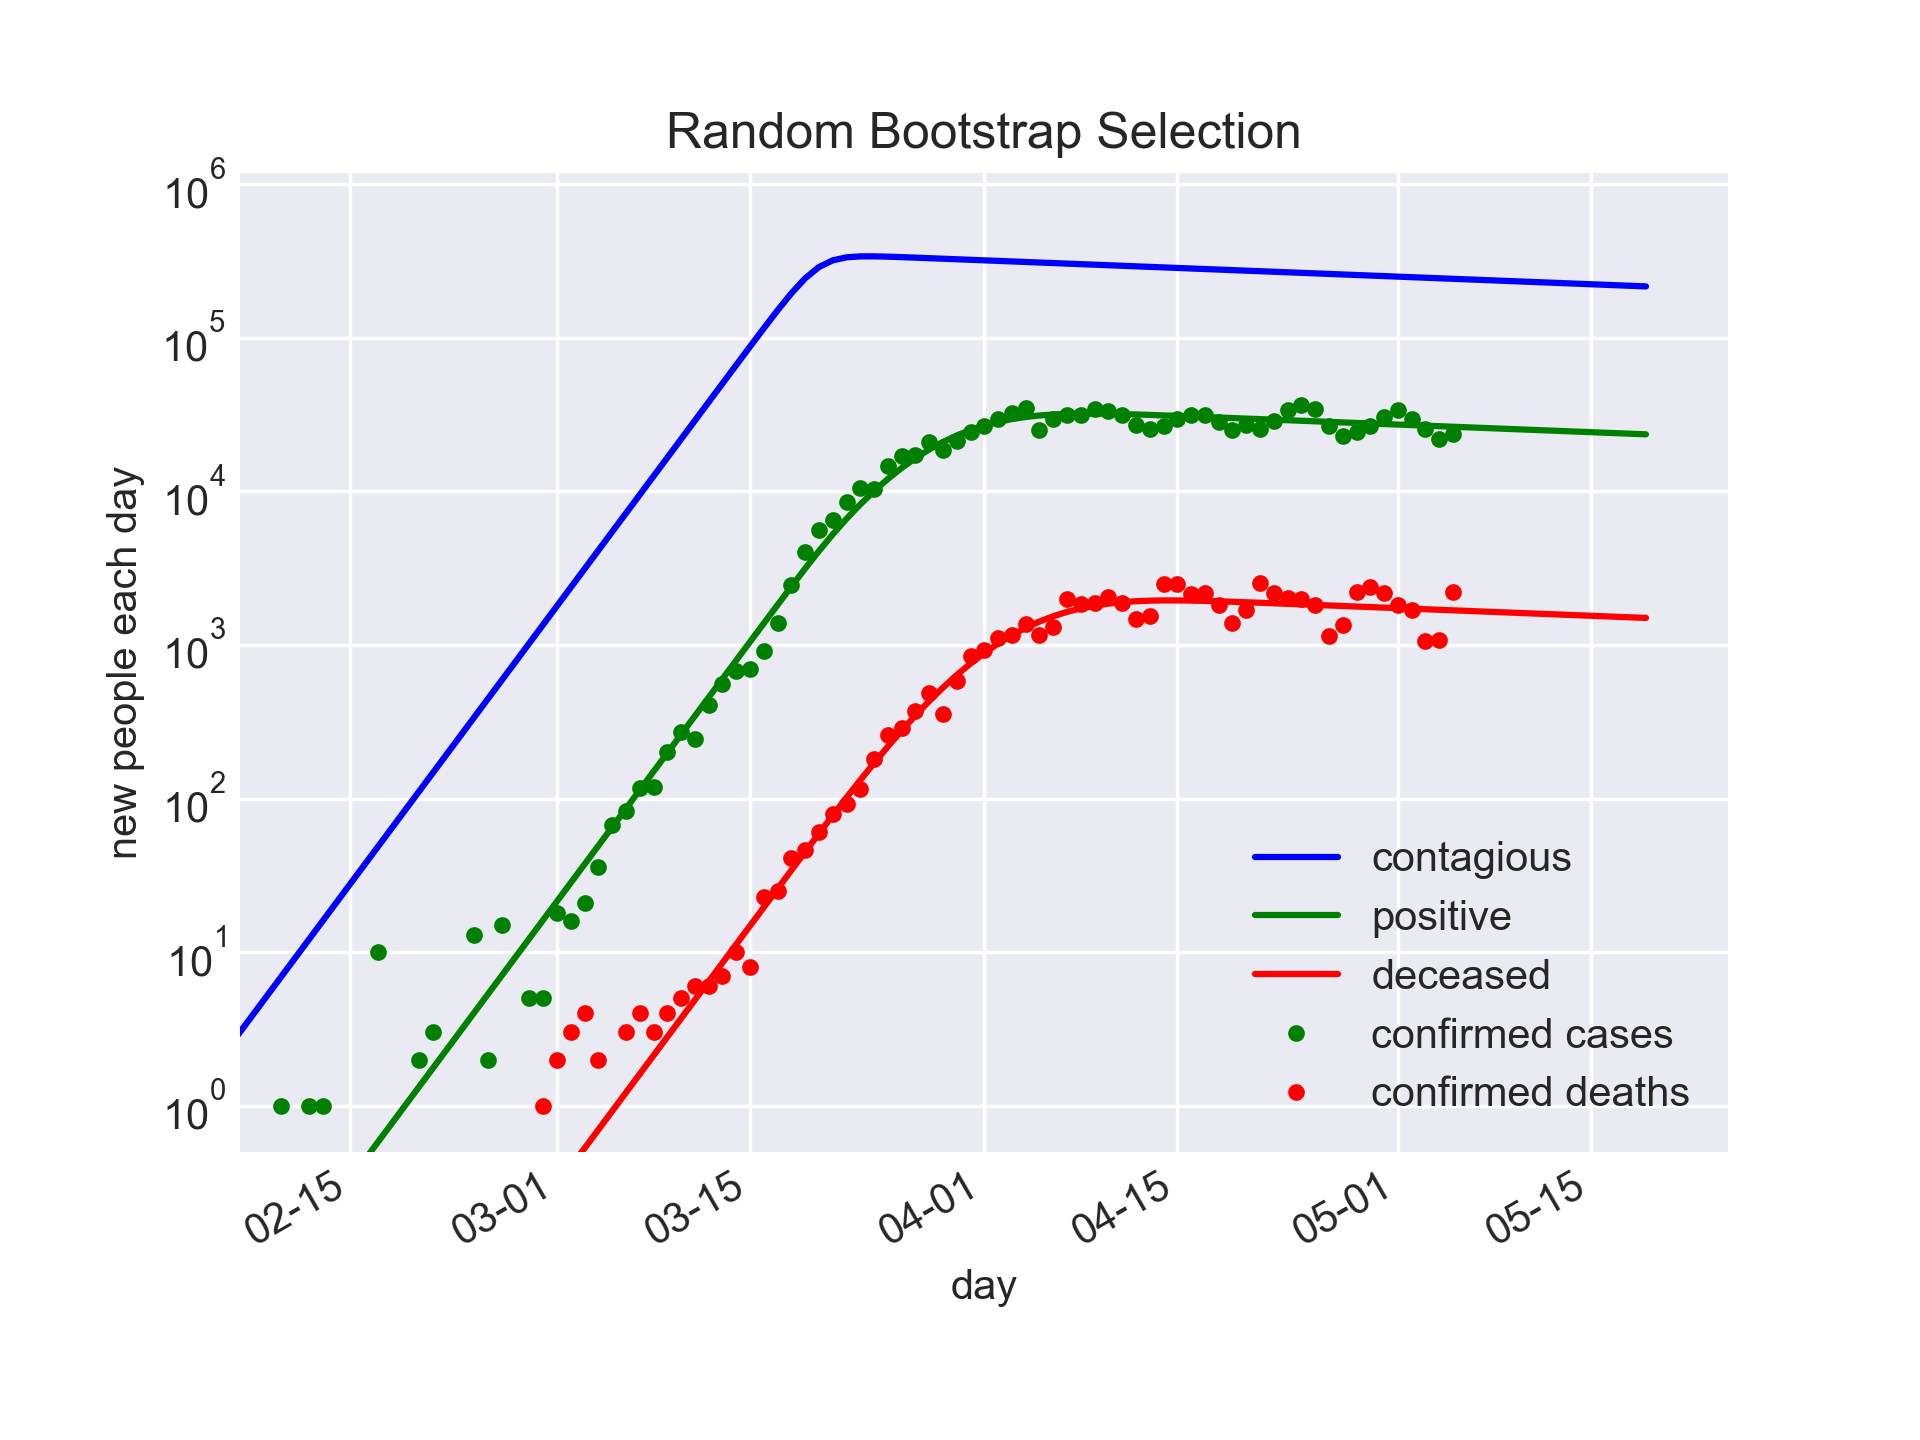 Random Bootstrap Selection
10^6
10^5
10^4
10^3
10^2
10^1
10^0
new people each day
contagious
positive
deceased
confirmed cases
confirmed deaths
02-15
03-01
03-15
04-01
04-15
05-01
05-15
day